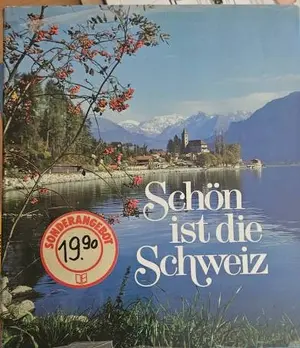 Schön
ist die
Schweiz
SONDERANGEBOT
19.90